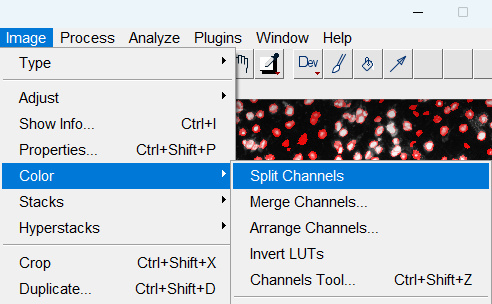 Image Process Analyze Plugins Window Help
Type
Dev
Adjust
Show Info... Ctrl+I
Properties... Ctrl+Shift+P
Color
Split Channels
Stacks
Merge Channels...
Hyperstacks
Arrange Channels...
Invert LUTs
Crop Ctrl+Shift+X
Channels Tool... Ctrl+Shift+Z
Duplicate... Ctrl+Shift+D